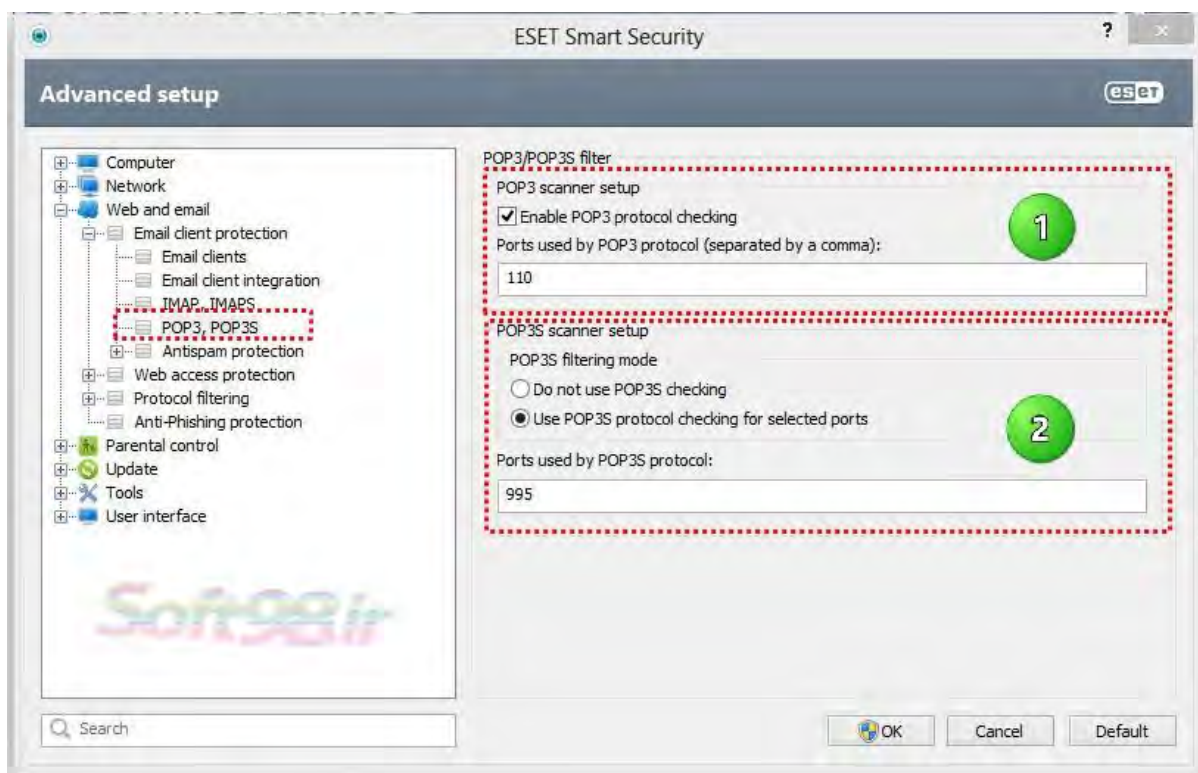 ESET Smart Security
?
x
Advanced setup
eset
Computer
Network
Web and email
Email client protection
Email clients
Email client integration
IMAP, IMAPS
POP3, POP3S
Antispam protection
Web access protection
Protocol filtering
Anti-Phishing protection
Parental control
Update
Tools
User interface
Soft98.ir
Search
POP3/POP3S filter
POP3 scanner setup
Enable POP3 protocol checking
Ports used by POP3 protocol (separated by a comma):
110
1
POP3S scanner setup
POP3S filtering mode
Do not use POP3S checking
Use POP3S protocol checking for selected ports
2
Ports used by POP3S protocol:
995
OK
Cancel
Default